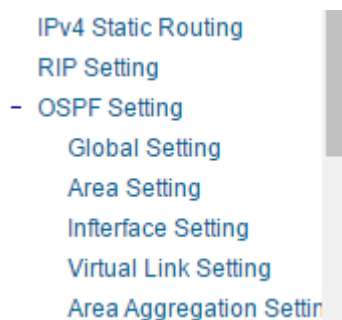 IPv4 Static Routing
RIP Setting
- OSPF Setting
Global Setting
Area Setting
Infterface Setting
Virtual Link Setting
Area Aggregation Settin